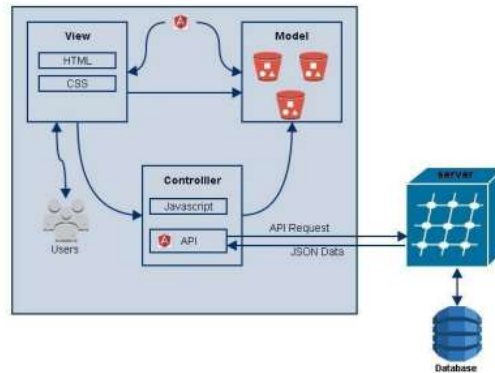 View
HTML
CSS
Model
Controller
Javascript
API
Users
API Request
JSON Data
server
Database